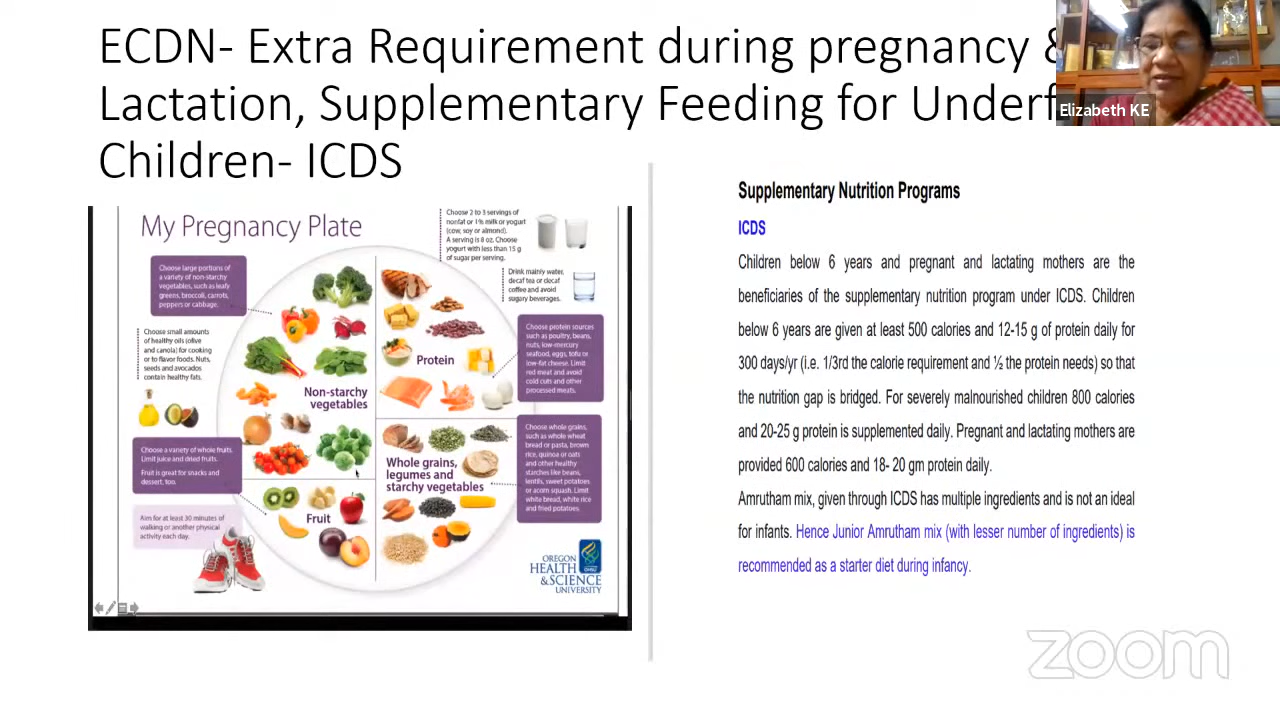 ECDN- Extra Requirement during pregnancy &
Lactation, Supplementary Feeding for Underf
Children- ICDS
Elizabeth KE
My Pregnancy Plate
Choose large portions of
a variety of non-starchy
vegetables, such as leafy
greens, broccoli, carrots,
peppers or cabbage.
Choose small amounts
of healthy oils (olive
and canola) for cooking
or to flavor foods. Nuts,
seeds and avocados
contain healthy fats.
Choose a variety of whole fruits.
Limit juice and dried fruits.
Fruit is great for snacks and
dessert, too.
Aim for at least 30 minutes of
walking or another physical
activity each day.
Non-starchy
vegetables
Fruit
Choose 2 to 3 servings of
nonfat or 1% milk or yogurt
(cow, soy or almond).
A serving is 8 oz. Choose
yogurt with less than 15 g
of sugar per serving.
Drink mainly water,
decaf tea or decaf
coffee and avoid
sugary beverages.
Protein
Choose protein sources
such as poultry, beans,
nuts, low-mercury
seafood, eggs, tofu or
low-fat cheese. Limit
red meat and avoid
cold cuts and other
processed meats.
Whole grains,
legumes and
starchy vegetables
Choose whole grains,
such as whole wheat
bread or pasta, brown
rice, quinoa or oats
and other healthy
starches like beans,
lentils, sweet potatoes
or acorn squash. Limit
white bread, white rice
and fried potatoes.
OREGON
HEALTH
& SCIENCE
UNIVERSITY
OHSU
Supplementary Nutrition Programs
ICDS
Children below 6 years and pregnant and lactating mothers are the
beneficiaries of the supplementary nutrition program under ICDS. Children
below 6 years are given at least 500 calories and 12-15 g of protein daily for
300 days/yr (i.e. 1/3rd the calorie requirement and ½ the protein needs) so that
the nutrition gap is bridged. For severely malnourished children 800 calories
and 20-25 g protein is supplemented daily. Pregnant and lactating mothers are
provided 600 calories and 18- 20 gm protein daily.
Amrutham mix, given through ICDS has multiple ingredients and is not an ideal
for infants. Hence Junior Amrutham mix (with lesser number of ingredients) is
recommended as a starter diet during infancy.
zoom